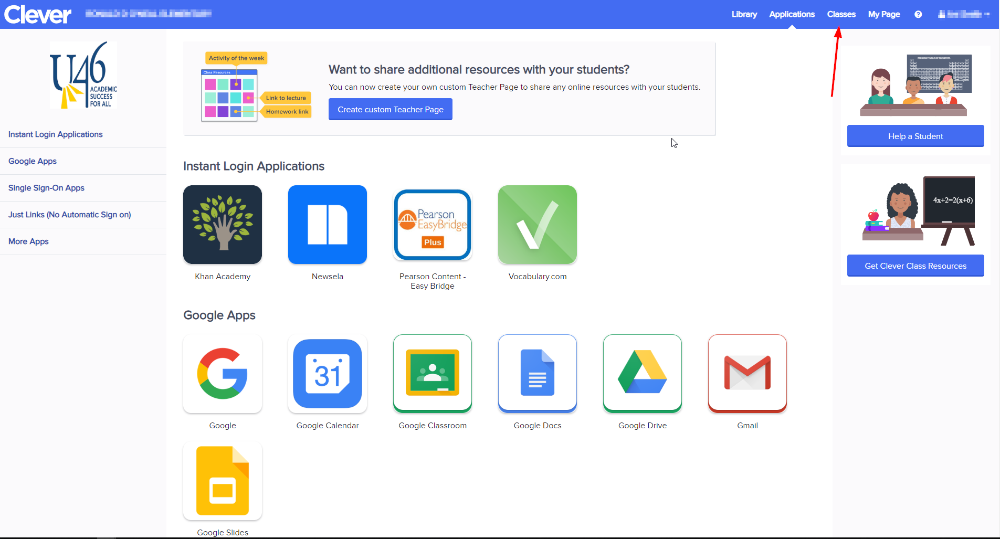 Clever
Library Applications Classes My Page ?
U46
ACADEMIC
SUCCESS
FOR ALL
Instant Login Applications
Google Apps
Single Sign-On Apps
Just Links (No Automatic Sign on)
More Apps
Activity of the week
Class Resources
Link to lecture
Homework link
Want to share additional resources with your students?
You can now create your own custom Teacher Page to share any online resources with your students.
Create custom Teacher Page
Instant Login Applications
Pearson
EasyBridge
Plus
Khan Academy
Newsela
Pearson Content -
Easy Bridge
Vocabulary.com
Google Apps
31
Google
Google Calendar
Google Classroom
Google Docs
Google Drive
Gmail
Google Slides
PERIODIC TABLE OF ELEMENTS
Help a Student
4x+2=2(x+6)
Get Clever Class Resources